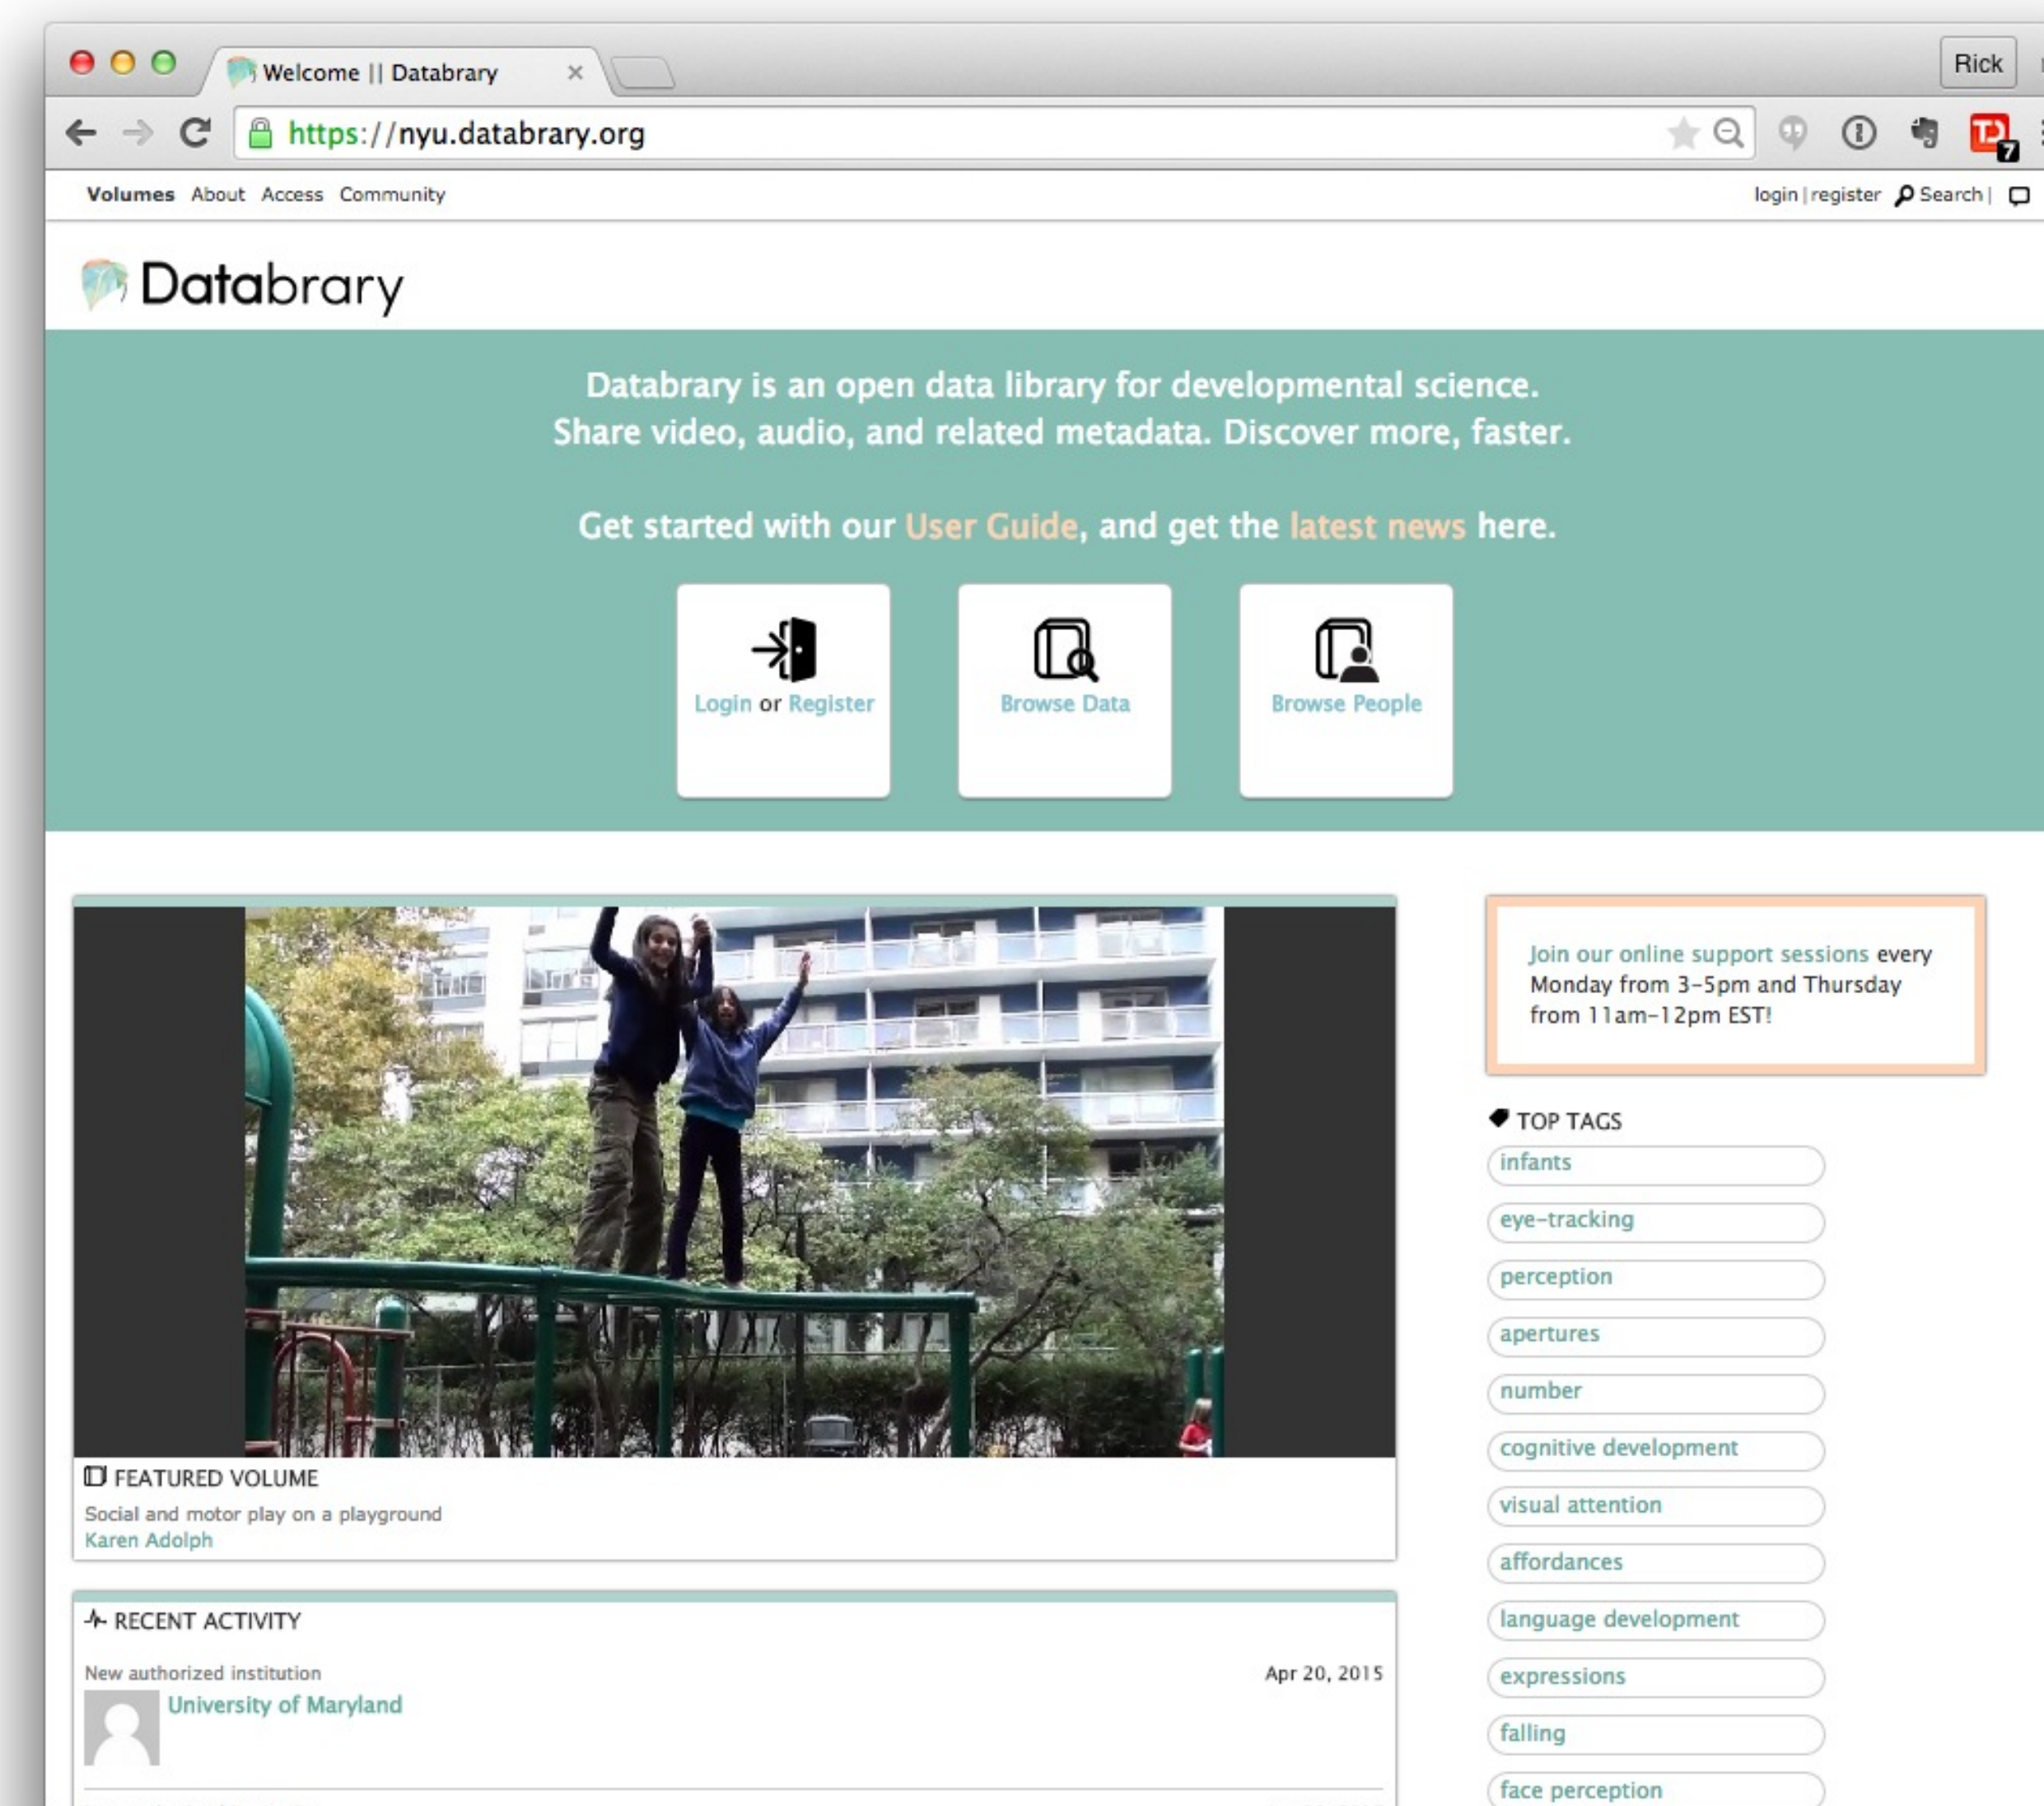 Welcome || Databrary
Rick
https://nyu.databrary.org
7
Volumes About Access Community
login | register Search |
Databrary
Databrary is an open data library for developmental science.
Share video, audio, and related metadata. Discover more, faster.
Get started with our User Guide, and get the latest news here.
Login or Register
Browse Data
Browse People
Join our online support sessions every
Monday from 3-5pm and Thursday
from 11am-12pm EST!
FEATURED VOLUME
Social and motor play on a playground
Karen Adolph
RECENT ACTIVITY
New authorized institution
Apr 20, 2015
University of Maryland
TOP TAGS
infants
eye-tracking
perception
apertures
number
cognitive development
visual attention
affordances
language development
expressions
falling
face perception